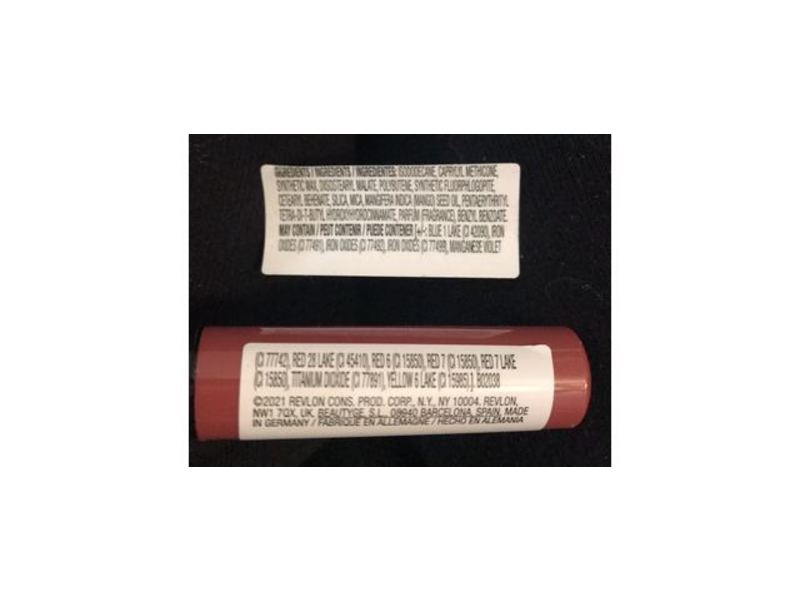 INGREDIENTS / INGRÉDIENTS / INGREDIENTES: ISODODECANE, CAPRYLYL METHICONE,
SYNTHETIC WAX, DIISOSTEARYL MALATE, POLYBUTENE, SYNTHETIC FLUORPHLOGOPITE,
CETEARYL BEHENATE, SILICA, MICA, MANGIFERA INDICA (MANGO) SEED OIL, PENTAERYTHRITYL
TETRA-DI-T-BUTYL HYDROXYHYDROCINNAMATE, PARFUM (FRAGRANCE), BENZYL BENZOATE.
MAY CONTAIN / PEUT CONTENIR / PUEDE CONTENER [+/-: BLUE 1 LAKE (CI 42090), IRON
OXIDES (CI 77491), IRON OXIDES (CI 77492), IRON OXIDES (CI 77499), MANGANESE VIOLET
(CI 77742), RED 28 LAKE (CI 45410), RED 6 (CI 15850), RED 7 (CI 15850), RED 7 LAKE
(CI 15850), TITANIUM DIOXIDE (CI 77891), YELLOW 6 LAKE (CI 15985).] B02038
©2021 REVLON CONS. PROD. CORP., N.Y., NY 10004. REVLON,
NW1 7QX, UK. BEAUTYGE, S.L., 08940 BARCELONA, SPAIN, MADE
IN GERMANY / FABRIQUÉ EN ALLEMAGNE / HECHO EN ALEMANIA